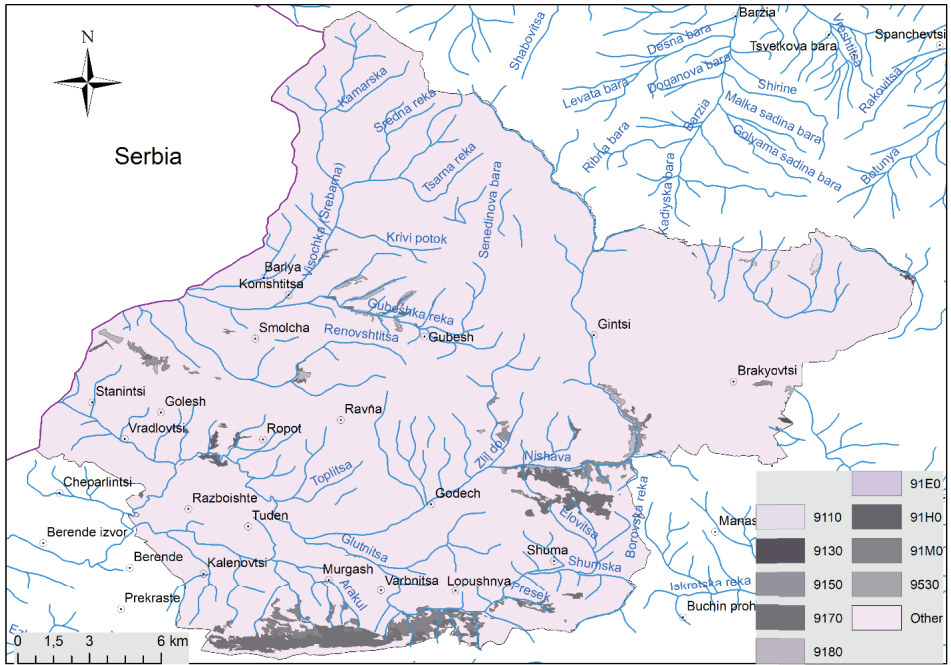 Barzia
Vreshtitsa
Spanchevtsi
N
Shabovitsa
Desna bara
Tsvetkova bara
Kamarska
Levata bara
Doganova bara
Shirine
Rakovitsa
Sredna reka
Malka sadina bara
Barzia
Serbia
Ribna bara
Golyama sadina bara
Tsarna reka
Botunya
Kadiyska bara
Visochka (Srebarna)
Senedinova bara
Krivi potok
Barlya
Komshtitsa
Gubeshka reka
Smolcha
Renovshtitsa
Gubesh
Gintsi
Brakyovtsi
Stanintsi
Golesh
Ravna
Vradlovtsi
Ropot
Zlli dol
Nishava
Toplitsa
Cheparlintsi
Razboishte
Godech
Borovska reka
Tuden
Elovitsa
Manas
Berende izvor
Glutnitsa
Shuma
Berende
Kalenovtsi
Murgash
Shumska
Arakul
Varbnitsa
Lopushnya
Fresek
Iskrotska reka
Prekraste
Buchin proh
0 1,5 3 6 km
91E0
9110
91H0
9130
91M0
9150
9530
9170
Other
9180